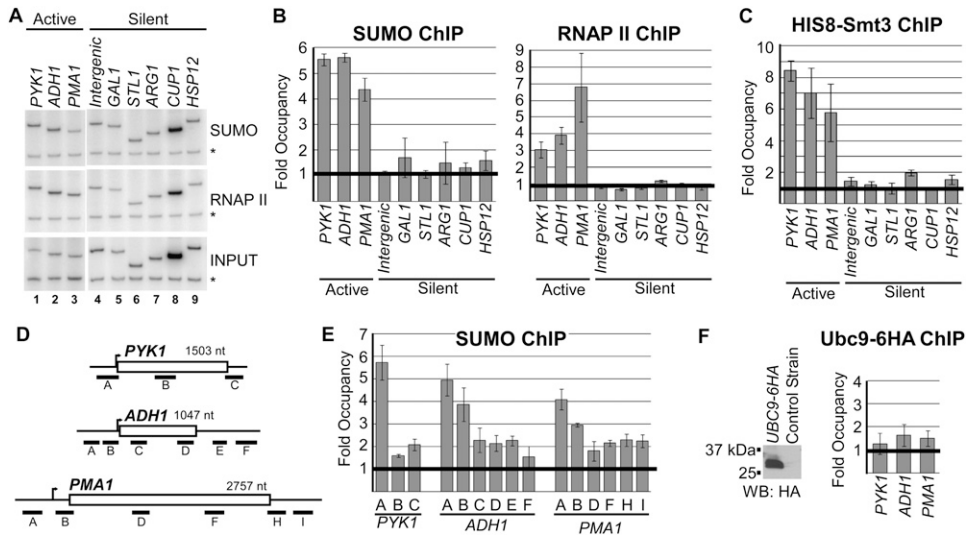 A
Active
Silent
PYK1
ADH1
PMA1
Intergenic
GAL1
STL1
ARG1
CUP1
HSP12
SUMO
*
RNAP II
*
INPUT
*
1 2 3 4 5 6 7 8 9
B
SUMO ChIP
Fold Occupancy
7
6
5
4
3
2
1
PYK1
ADH1
PMA1
Intergenic
GAL1
STL1
ARG1
CUP1
HSP12
Active
Silent
RNAP II ChIP
9
8
7
6
5
4
3
2
1
PYK1
ADH1
PMA1
Intergenic
GAL1
STL1
ARG1
CUP1
HSP12
Active
Silent
C
HIS8-Smt3 ChIP
Fold Occupancy
10
8
6
4
2
PYK1
ADH1
PMA1
Intergenic
GAL1
STL1
ARG1
CUP1
HSP12
Active
Silent
D
PYK1 1503 nt
A B C
ADH1 1047 nt
A B C D E F
PMA1 2757 nt
A B D F H I
E
SUMO ChIP
Fold Occupancy
7
6
5
4
3
2
1
A B C A B C D E F A B D F H I
PYK1 ADH1 PMA1
F
Ubc9-6HA ChIP
UBC9-6HA
Control Strain
37 kDa
25
WB: HA
Fold Occupancy
4
3
2
1
PYK1
ADH1
PMA1